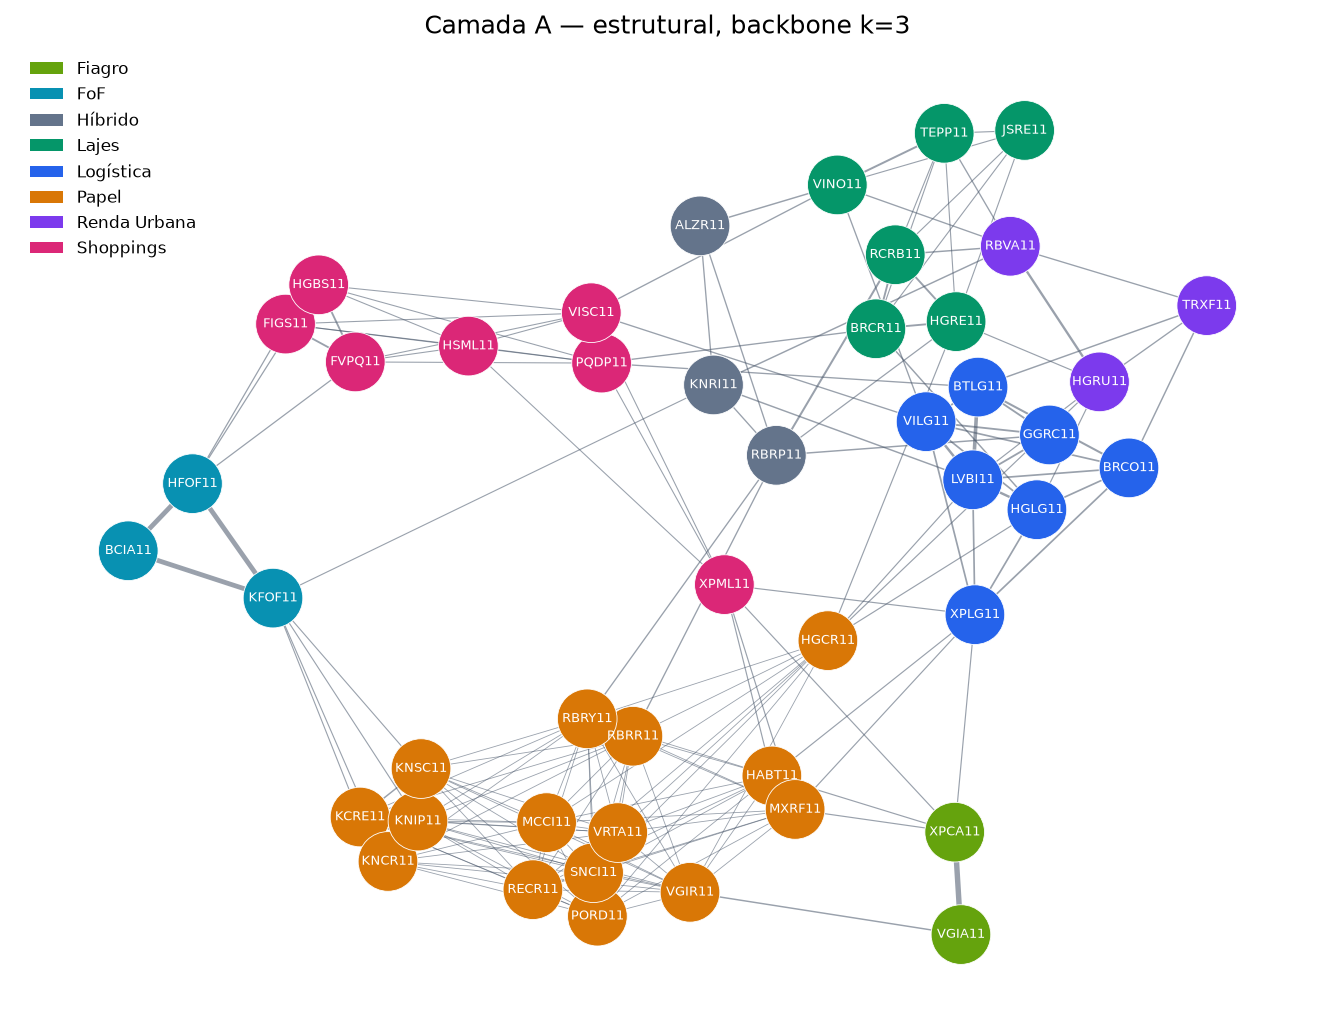 Camada A — estrutural, backbone k=3
Fiagro
FoF
Híbrido
Lajes
Logística
Papel
Renda Urbana
Shoppings
TEPP11
JSRE11
VINO11
ALZR11
RCRB11
RBVA11
HGBS11
TRXF11
VISC11
FIGS11
HGRE11
BRCR11
HSML11
FVPQ11
PQDP11
KNRI11
HGRU11
BTLG11
VILG11
GGRC11
RBRP11
BRCO11
LVBI11
HFOF11
HGLG11
BCIA11
XPML11
KFOF11
XPLG11
HGCR11
RBRY11
RBRR11
KNSC11
HABT11
MXRF11
KCRE11
KNIP11
MCCI11
VRTA11
XPCA11
KNCR11
SNCI11
RECR11
VGIR11
PORD11
VGIA11